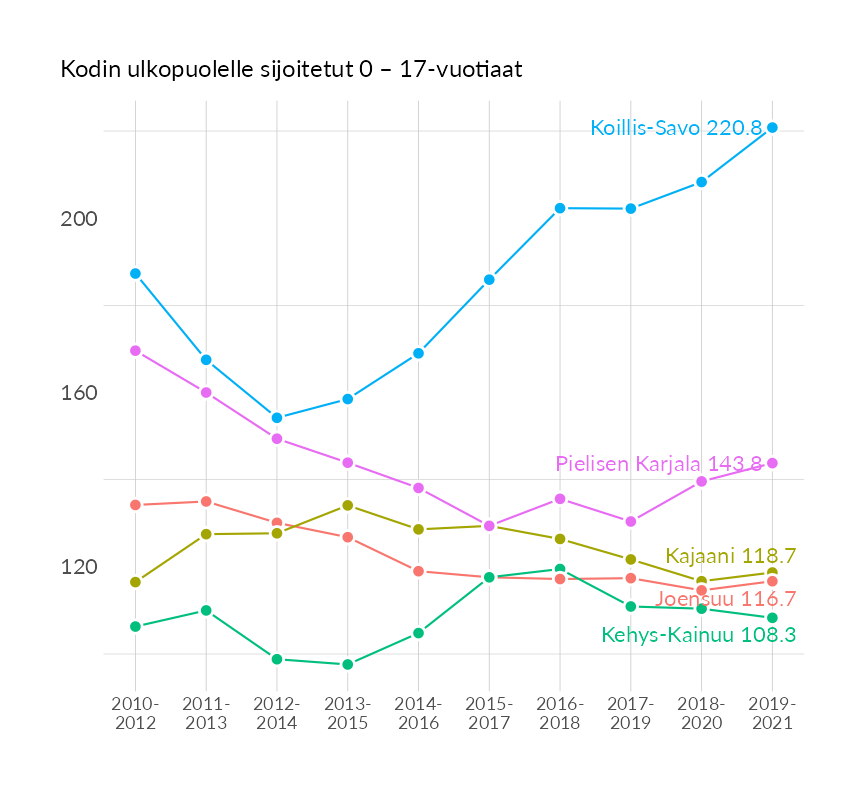 Kodin ulkopuolelle sijoitetut 0 – 17-vuotiaat
Koillis-Savo 220.8
200
160
Pielisen Karjala 143.8
Kajaani 118.7
120
Joensuu 116.7
Kehys-Kainuu 108.3
2010- 2011- 2012- 2013- 2014- 2015- 2016- 2017- 2018- 2019-
2012 2013 2014 2015 2016 2017 2018 2019 2020 2021